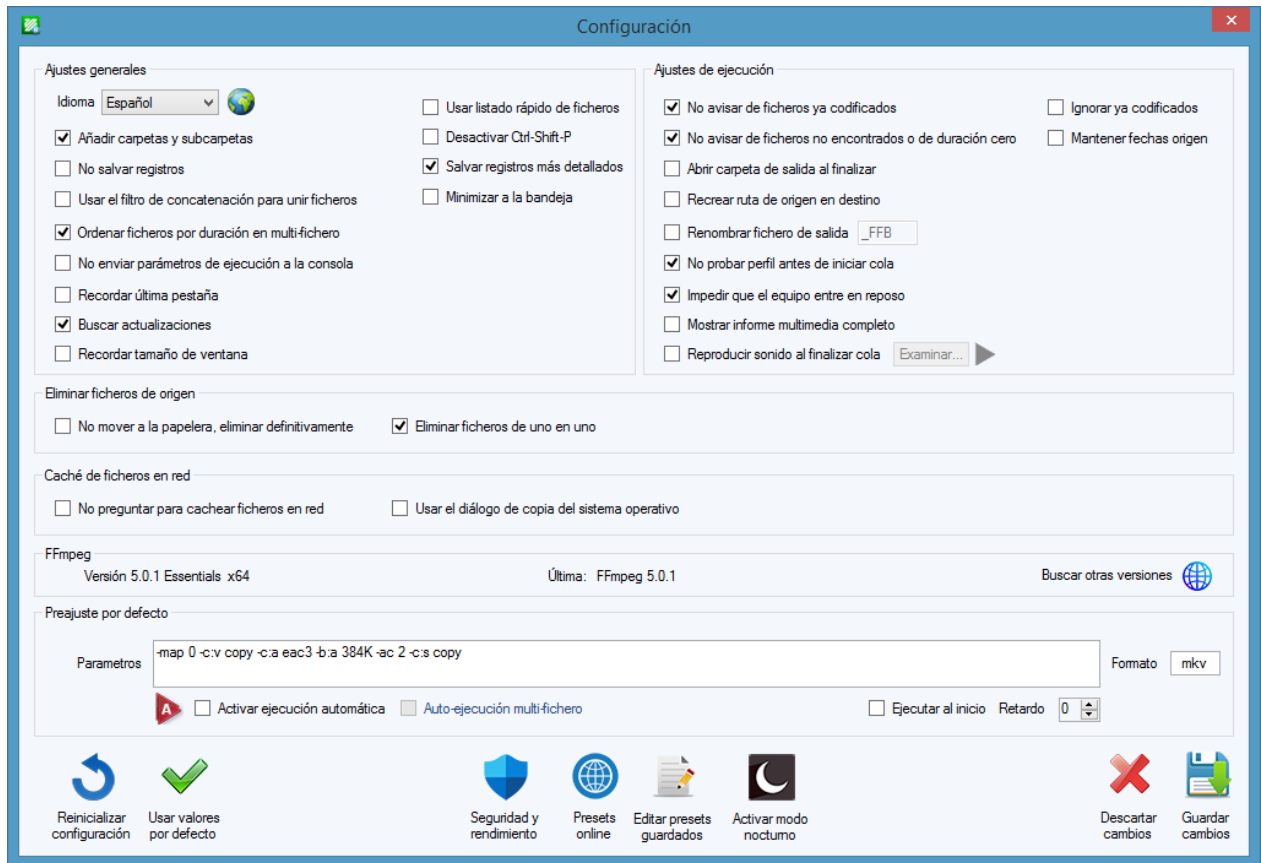 Configuración
Ajustes generales
Idioma Español
Añadir carpetas y subcarpetas
No salvar registros
Usar el filtro de concatenación para unir ficheros
Ordenar ficheros por duración en multi-fichero
No enviar parámetros de ejecución a la consola
Recordar última pestaña
Buscar actualizaciones
Recordar tamaño de ventana
Usar listado rápido de ficheros
Desactivar Ctrl-Shift-P
Salvar registros más detallados
Minimizar a la bandeja
Ajustes de ejecución
No avisar de ficheros ya codificados
No avisar de ficheros no encontrados o de duración cero
Abrir carpeta de salida al finalizar
Recrear ruta de origen en destino
Renombrar fichero de salida _FFB
No probar perfil antes de iniciar cola
Impedir que el equipo entre en reposo
Mostrar informe multimedia completo
Reproducir sonido al finalizar cola Examinar...
Ignorar ya codificados
Mantener fechas origen
Eliminar ficheros de origen
No mover a la papelera, eliminar definitivamente Eliminar ficheros de uno en uno
Caché de ficheros en red
No preguntar para cachear ficheros en red Usar el diálogo de copia del sistema operativo
FFmpeg
Versión 5.0.1 Essentials x64 Última: FFmpeg 5.0.1 Buscar otras versiones
Preajuste por defecto
Parametros -map 0 -c:v copy -c:a eac3 -b:a 384K -ac 2 -c:s copy Formato mkv
A Activar ejecución automática Auto-ejecución multi-fichero Ejecutar al inicio Retardo 0
Reinicializar
configuración
Usar valores
por defecto
Seguridad y
rendimiento
Presets
online
Editar presets
guardados
Activar modo
nocturno
Descartar
cambios
Guardar
cambios